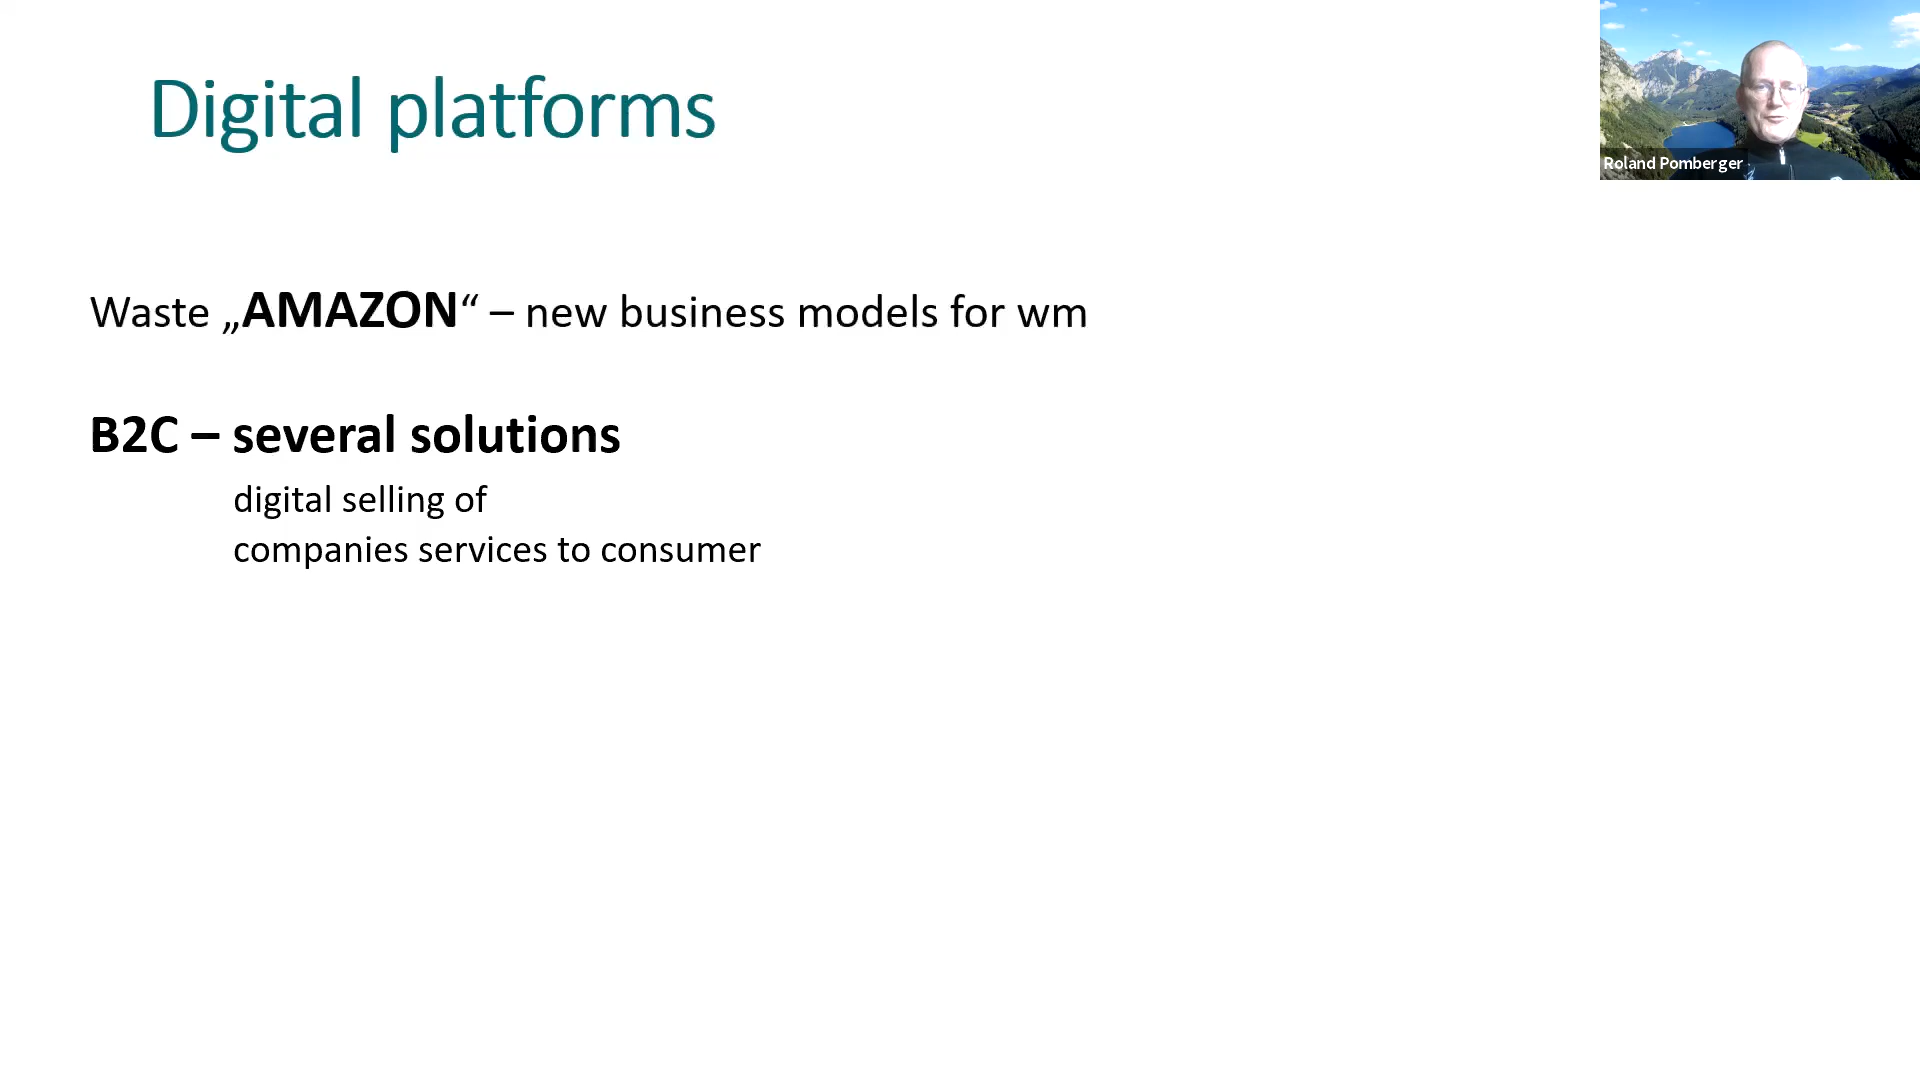 Digital platforms
Roland Pomberger
Waste „AMAZON“ – new business models for wm
B2C – several solutions
digital selling of
companies services to consumer